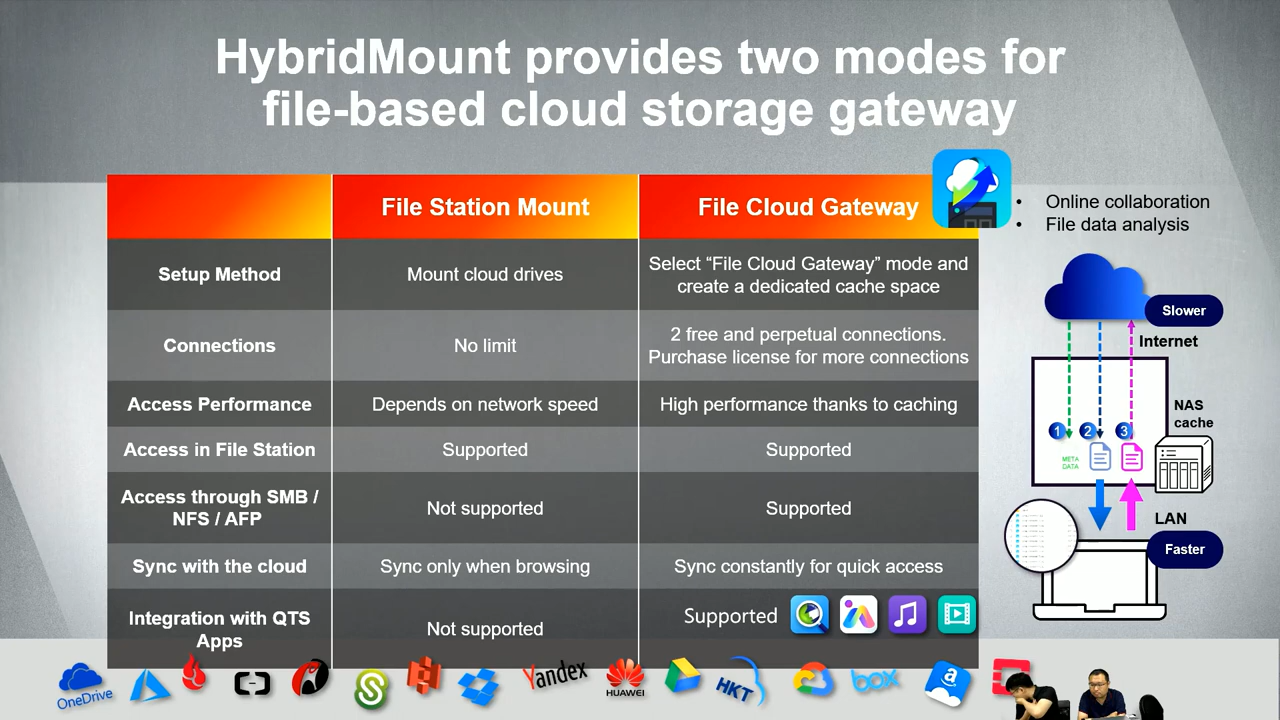 HybridMount provides two modes for
file-based cloud storage gateway
File Station Mount
File Cloud Gateway
Setup Method
Mount cloud drives
Select “File Cloud Gateway” mode and
create a dedicated cache space
Connections
No limit
2 free and perpetual connections.
Purchase license for more connections
Access Performance
Depends on network speed
High performance thanks to caching
Access in File Station
Supported
Supported
Access through SMB /
NFS / AFP
Not supported
Supported
Sync with the cloud
Sync only when browsing
Sync constantly for quick access
Integration with QTS
Apps
Not supported
Supported
• Online collaboration
• File data analysis
Slower
Internet
NAS
cache
1
2
3
META
DATA
LAN
Faster
OneDrive
Yandex
HUAWEI
HKT
box
a